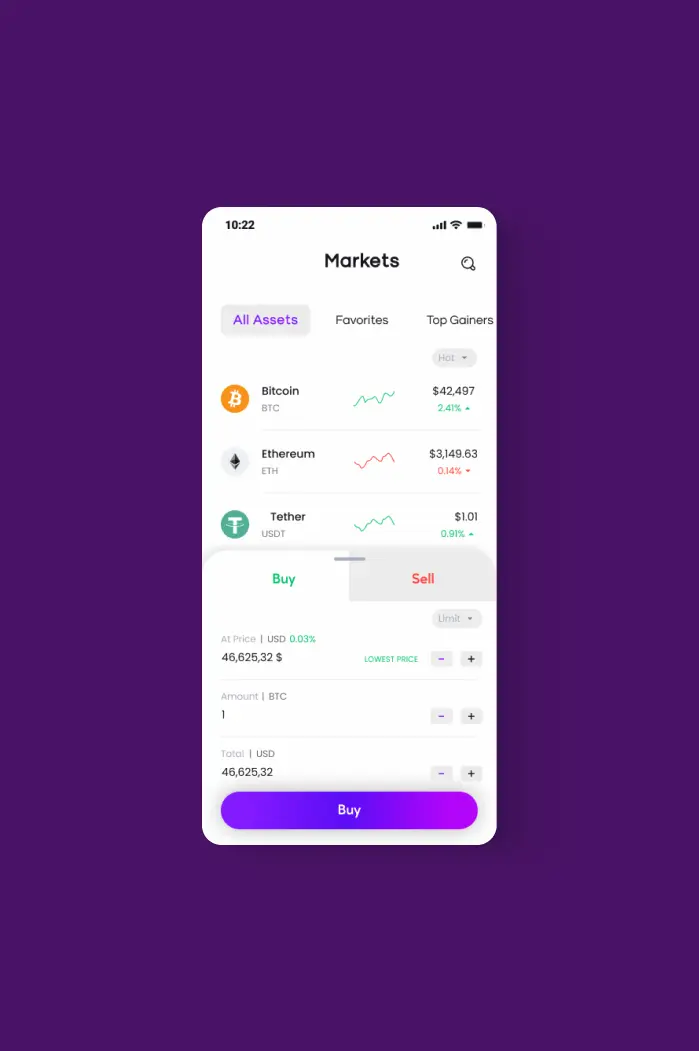 10:22
Markets
All Assets Favorites Top Gainers
Hot
Bitcoin $42,497
BTC 2.41%
Ethereum $3,149.63
ETH 0.14%
Tether $1.01
USDT 0.91%
Buy Sell
Limit
At Price | USD 0.03%
46,625,32 $ LOWEST PRICE - +
Amount | BTC
1 - +
Total | USD
46,625,32 - +
Buy